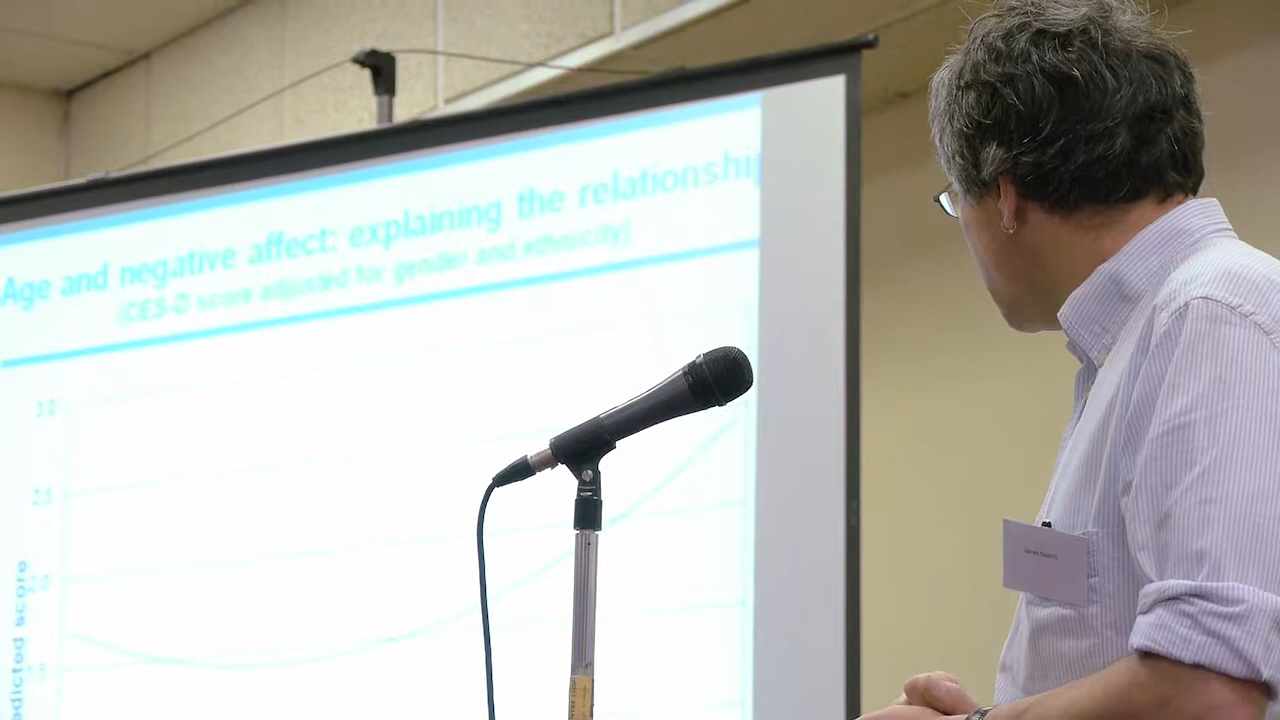 Age and negative affect: explaining the relationship
(CES-D score adjusted for gender and ethnicity)
3.0
2.5
2.0
1.5
edicted score
James